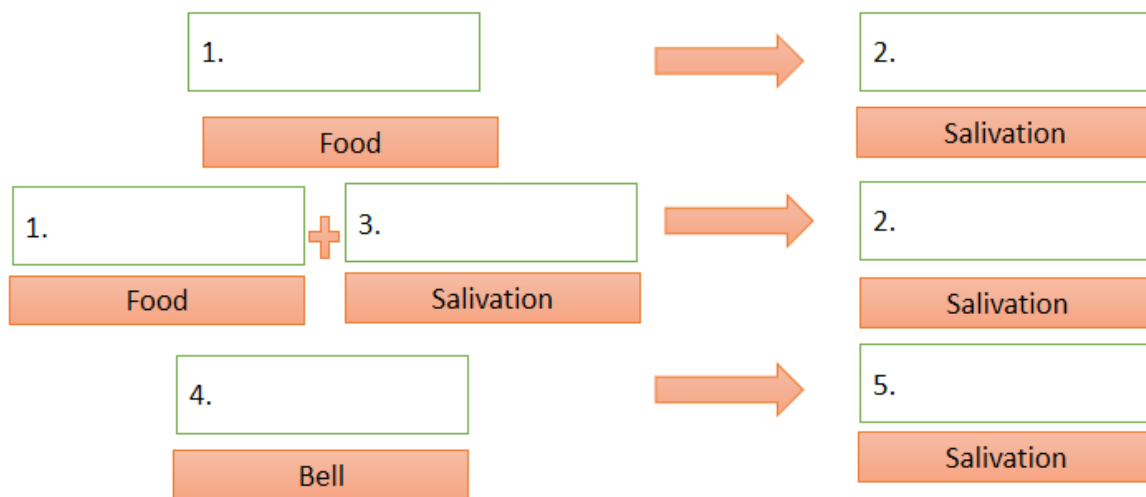 1.
2.
Food
Salivation
1.
3.
2.
Food
Salivation
Salivation
4.
5.
Bell
Salivation